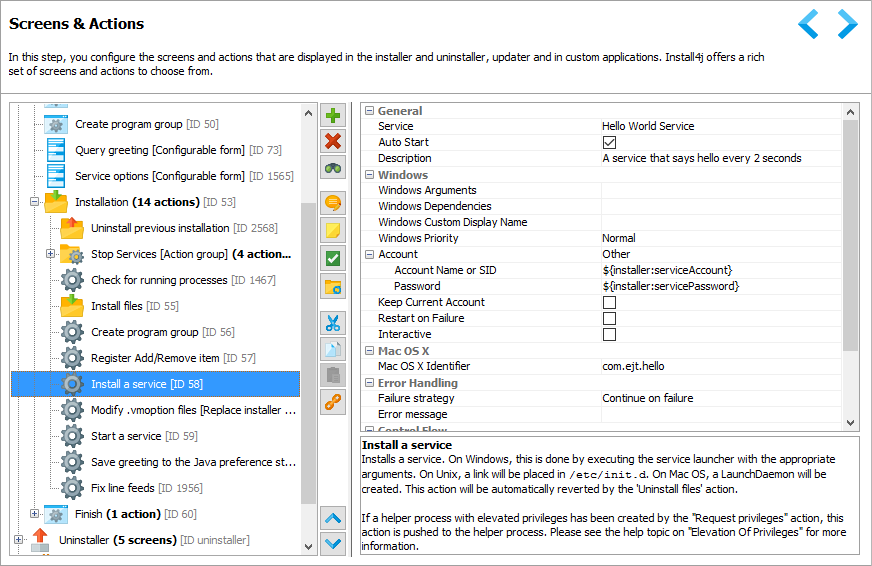 Screens & Actions
In this step, you configure the screens and actions that are displayed in the installer and uninstaller, updater and in custom applications. Install4j offers a rich
set of screens and actions to choose from.
Create program group [ID 50]
Query greeting [Configurable form] [ID 73]
Service options [Configurable form] [ID 1565]
Installation (14 actions) [ID 53]
Uninstall previous installation [ID 2568]
Stop Services [Action group] (4 action...
Check for running processes [ID 1467]
Install files [ID 55]
Create program group [ID 56]
Register Add/Remove item [ID 57]
Install a service [ID 58]
Modify .vmoption files [Replace installer ...
Start a service [ID 59]
Save greeting to the Java preference st...
Fix line feeds [ID 1956]
Finish (1 action) [ID 60]
Uninstaller (5 screens) [ID uninstaller]
General
Service Hello World Service
Auto Start
Description A service that says hello every 2 seconds
Windows
Windows Arguments
Windows Dependencies
Windows Custom Display Name
Windows Priority Normal
Account Other
Account Name or SID ${installer:serviceAccount}
Password ${installer:servicePassword}
Keep Current Account
Restart on Failure
Interactive
Mac OS X
Mac OS X Identifier com.ejt.hello
Error Handling
Failure strategy Continue on failure
Error message
Control Flow
Install a service
Installs a service. On Windows, this is done by executing the service launcher with the appropriate
arguments. On Unix, a link will be placed in /etc/init.d. On Mac OS, a LaunchDaemon will be
created. This action will be automatically reverted by the 'Uninstall files' action.
If a helper process with elevated privileges has been created by the "Request privileges" action, this
action is pushed to the helper process. Please see the help topic on "Elevation Of Privileges" for more
information.